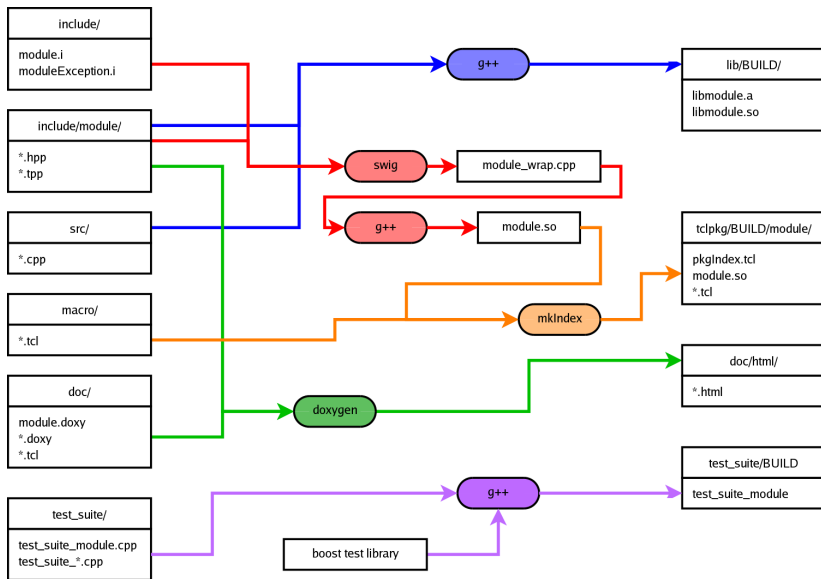 include/
module.i
moduleException.i
include/module/
*.hpp
*.tpp
src/
*.cpp
macro/
*.tcl
doc/
module.doxy
*.doxy
*.tcl
test_suite/
test_suite_module.cpp
test_suite_*.cpp
g++
swig
module_wrap.cpp
g++
module.so
mkIndex
doxygen
g++
boost test library
lib/BUILD/
libmodule.a
libmodule.so
tclpkg/BUILD/module/
pkgIndex.tcl
module.so
*.tcl
doc/html/
*.html
test_suite/BUILD
test_suite_module